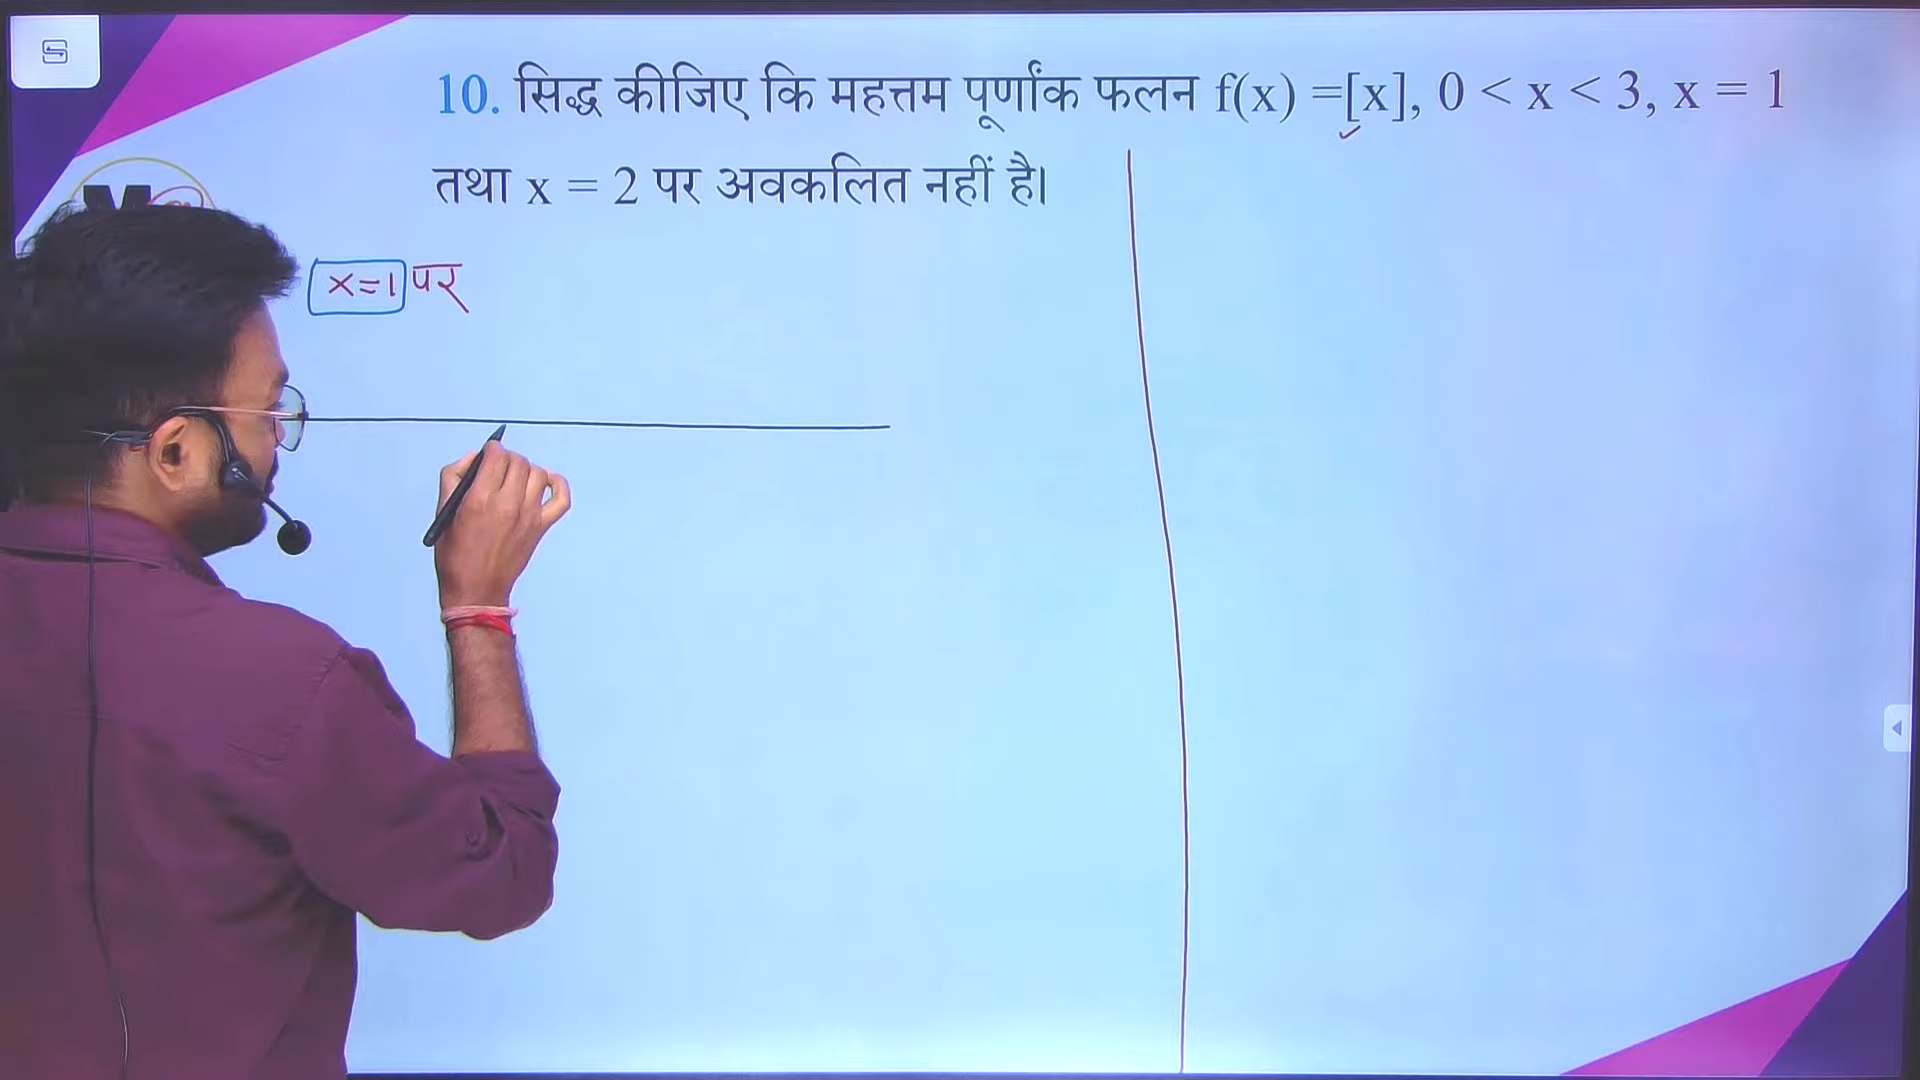 10. सिद्ध कीजिए कि महत्तम पूर्णांक फलन f(x) =[x], 0 < x < 3, x = 1
तथा x = 2 पर अवकलित नहीं है।
x=1 पर